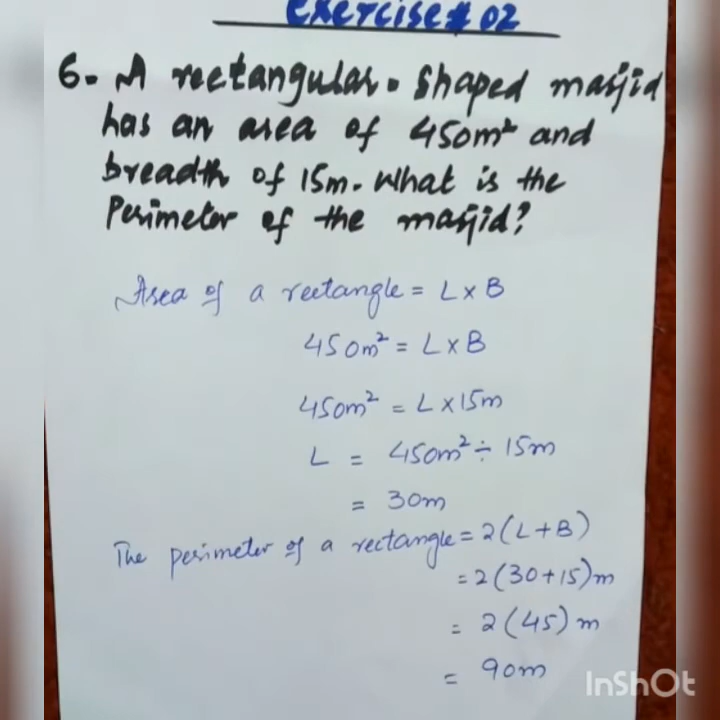 Exercise # 02
6. A rectangular. shaped masjid
has an area of 450m² and
breadth of 15m. What is the
Perimeter of the masjid?
Area of a rectangle = L × B
450m² = L × B
450m² = L × 15m
L = 450m² ÷ 15m
= 30m
The perimeter of a rectangle = 2(L+B)
= 2(30+15)m
= 2(45)m
= 90m
InShOt